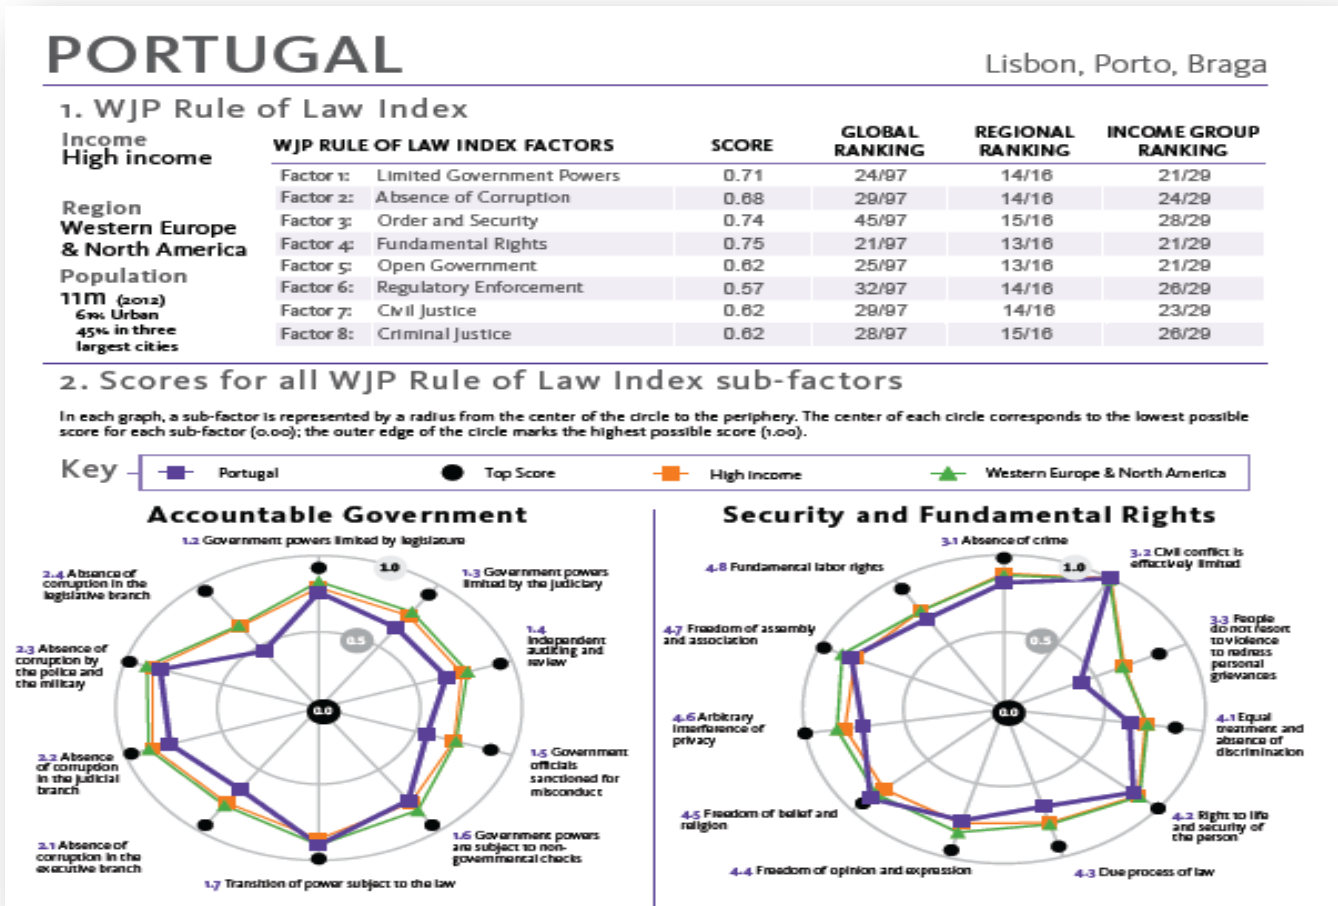 PORTUGAL
Lisbon, Porto, Braga
1. WJP Rule of Law Index
Income
High income
Region
Western Europe
& North America
Population
11m (2012)
61% Urban
45% in three
largest cities
WJP RULE OF LAW INDEX FACTORS SCORE GLOBAL RANKING REGIONAL RANKING INCOME GROUP RANKING
Factor 1: Limited Government Powers 0.71 24/97 14/16 21/29
Factor 2: Absence of Corruption 0.68 29/97 14/16 24/29
Factor 3: Order and Security 0.74 45/97 15/16 28/29
Factor 4: Fundamental Rights 0.75 21/97 13/16 21/29
Factor 5: Open Government 0.62 25/97 13/16 21/29
Factor 6: Regulatory Enforcement 0.57 32/97 14/16 26/29
Factor 7: Civil Justice 0.62 29/97 14/16 23/29
Factor 8: Criminal Justice 0.62 28/97 15/16 26/29
2. Scores for all WJP Rule of Law Index sub-factors
In each graph, a sub-factor is represented by a radius from the center of the circle to the periphery. The center of each circle corresponds to the lowest possible
score for each sub-factor (0.00); the outer edge of the circle marks the highest possible score (1.00).
Key Portugal Top Score High income Western Europe & North America
Accountable Government
1.2 Government powers limited by legislature
1.3 Government powers
limited by the judiciary
1.4
Independent
auditing and
review
1.5 Government
officials
sanctioned for
misconduct
1.6 Government powers
are subject to non-
governmental checks
1.7 Transition of power subject to the law
2.1 Absence of
corruption in the
executive branch
2.2 Absence
of corruption
in the judicial
branch
2.3 Absence of
corruption by
the police and
the military
2.4 Absence of
corruption in the
legislative branch
1.0
0.5
0.0
Security and Fundamental Rights
3.1 Absence of crime
3.2 Civil conflict is
effectively limited
3.3 People
do not resort
to violence
to redress
personal
grievances
4.1 Equal
treatment and
absence of
discrimination
4.2 Right to life
and security of
the person
4.3 Due process of law
4.4 Freedom of opinion and expression
4.5 Freedom of belief and
religion
4.6 Arbitrary
interference of
privacy
4.7 Freedom of assembly
and association
4.8 Fundamental labor rights
1.0
0.5
0.0